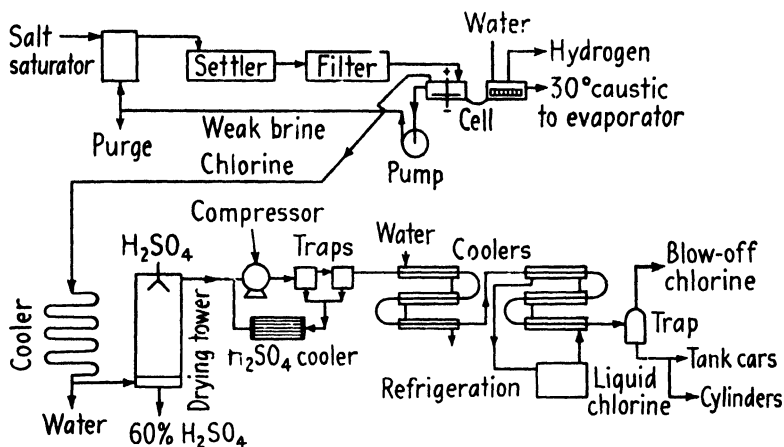 Salt
saturator
Settler
Filter
Water
Hydrogen
30°caustic
to evaporator
Cell
Weak brine
Purge
Chlorine
Pump
Compressor
H₂SO₄
Traps
Water
Coolers
Blow-off
chlorine
Cooler
Drying tower
n₂SO₄ cooler
Trap
Tank cars
Refrigeration
Liquid
chlorine
Cylinders
Water
60% H₂SO₄